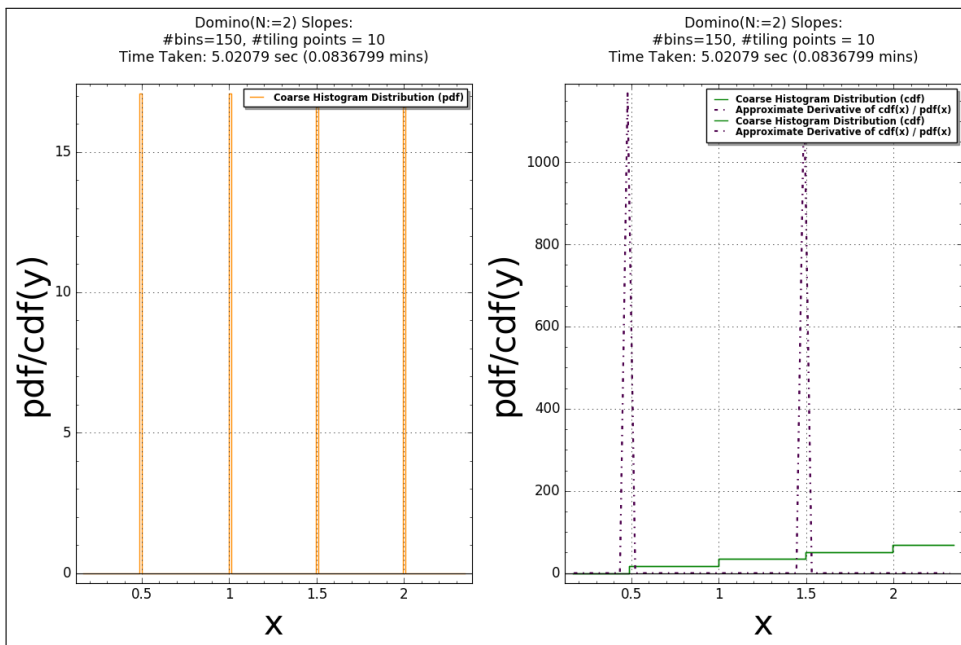 Domino(N:=2) Slopes:
#bins=150, #tiling points = 10
Time Taken: 5.02079 sec (0.0836799 mins)
Coarse Histogram Distribution (pdf)
15
10
5
0
pdf/cdf(y)
0.5
1
1.5
2
x
Domino(N:=2) Slopes:
#bins=150, #tiling points = 10
Time Taken: 5.02079 sec (0.0836799 mins)
Coarse Histogram Distribution (cdf)
Approximate Derivative of cdf(x) / pdf(x)
Coarse Histogram Distribution (cdf)
Approximate Derivative of cdf(x) / pdf(x)
1000
800
600
400
200
0
pdf/cdf(y)
0.5
1
1.5
2
x